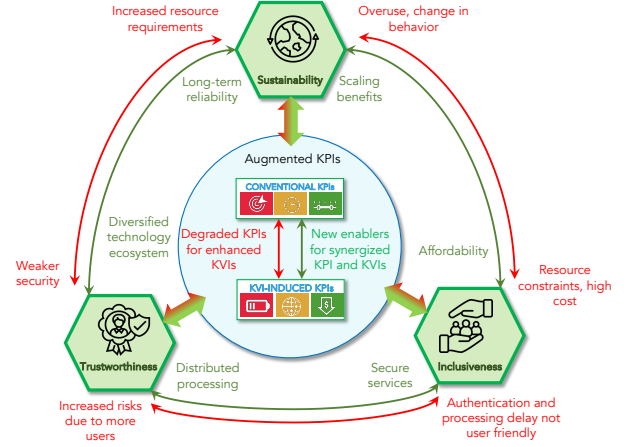 Increased resource
requirements
Overuse, change in
behavior
Sustainability
Long-term
reliability
Scaling
benefits
Augmented KPIs
CONVENTIONAL KPIs
Degraded KPIs
for enhanced
KVIs
New enablers
for synergized
KPI and KVIs
KVI-INDUCED KPIs
$
Diversified
technology
ecosystem
Affordability
Weaker
security
Resource
constraints, high
cost
Trustworthiness
Inclusiveness
Distributed
processing
Secure
services
Increased risks
due to more
users
Authentication and
processing delay not
user friendly